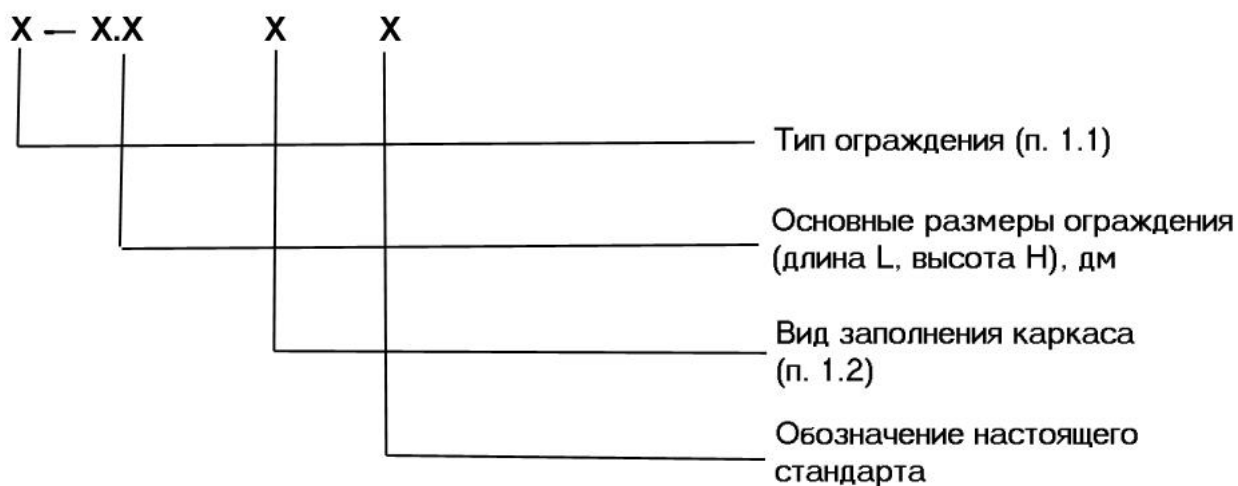 X — X.X X X
Тип ограждения (п. 1.1)
Основные размеры ограждения
(длина L, высота H), дм
Вид заполнения каркаса
(п. 1.2)
Обозначение настоящего
стандарта